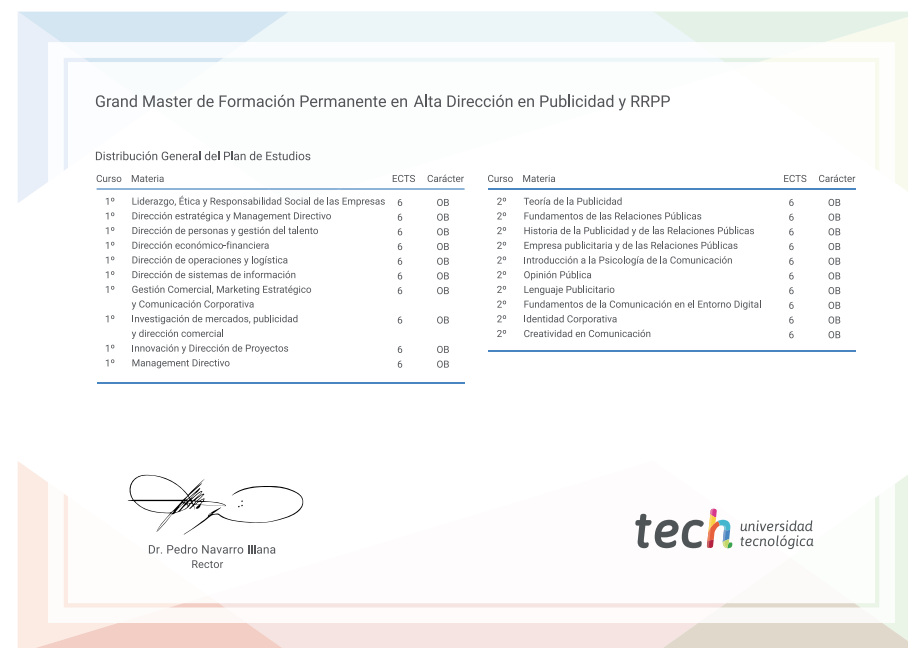 Grand Master de Formación Permanente en Alta Dirección en Publicidad y RRPP
Distribución General del Plan de Estudios
Curso Materia ECTS Carácter
1º Liderazgo, Ética y Responsabilidad Social de las Empresas 6 OB
1º Dirección estratégica y Management Directivo 6 OB
1º Dirección de personas y gestión del talento 6 OB
1º Dirección económico-financiera 6 OB
1º Dirección de operaciones y logística 6 OB
1º Dirección de sistemas de información 6 OB
1º Gestión Comercial, Marketing Estratégico 6 OB
y Comunicación Corporativa
1º Investigación de mercados, publicidad 6 OB
y dirección comercial
1º Innovación y Dirección de Proyectos 6 OB
1º Management Directivo 6 OB
Curso Materia ECTS Carácter
2º Teoría de la Publicidad 6 OB
2º Fundamentos de las Relaciones Públicas 6 OB
2º Historia de la Publicidad y de las Relaciones Públicas 6 OB
2º Empresa publicitaria y de las Relaciones Públicas 6 OB
2º Introducción a la Psicología de la Comunicación 6 OB
2º Opinión Pública 6 OB
2º Lenguaje Publicitario 6 OB
2º Fundamentos de la Comunicación en el Entorno Digital 6 OB
2º Identidad Corporativa 6 OB
2º Creatividad en Comunicación 6 OB
Dr. Pedro Navarro Illana
Rector
tech universidad
tecnológica